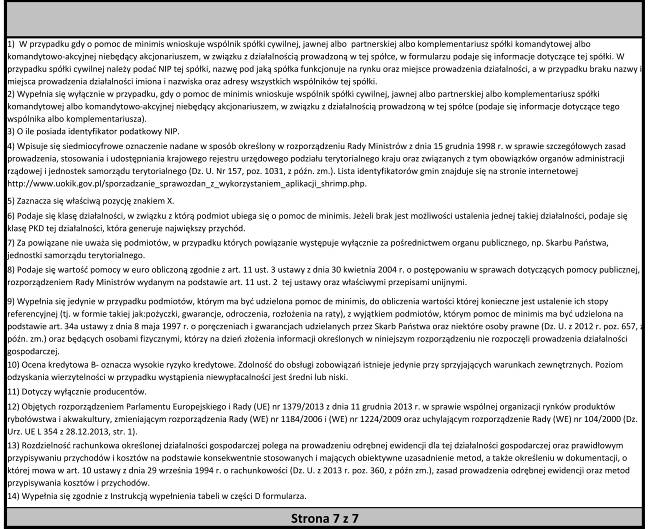 1)  W przypadku gdy o pomoc de minimis wnioskuje wspólnik spółki cywilnej, jawnej albo  partnerskiej albo komplementariusz spółki komandytowej albo
komandytowo-akcyjnej niebędący akcjonariuszem, w związku z działalnością prowadzoną w tej spółce, w formularzu podaje się informacje dotyczące tej spółki. W
przypadku spółki cywilnej należy podać NIP tej spółki, nazwę pod jaką spółka funkcjonuje na rynku oraz miejsce prowadzenia działalności, a w przypadku braku nazwy i
miejsca prowadzenia działalności imiona i nazwiska oraz adresy wszystkich wspólników tej spółki.
2) Wypełnia się wyłącznie w przypadku, gdy o pomoc de minimis wnioskuje wspólnik spółki cywilnej, jawnej albo partnerskiej albo komplementariusz spółki
komandytowej albo komandytowo-akcyjnej niebędący akcjonariuszem, w związku z działalnością prowadzoną w tej spółce (podaje się informacje dotyczące tego
wspólnika albo komplementariusza).
3) O ile posiada identyfikator podatkowy NIP.
4) Wpisuje się siedmiocyfrowe oznaczenie nadane w sposób określony w rozporządzeniu Rady Ministrów z dnia 15 grudnia 1998 r. w sprawie szczegółowych zasad
prowadzenia, stosowania i udostępniania krajowego rejestru urzędowego podziału terytorialnego kraju oraz związanych z tym obowiązków organów administracji
rządowej i jednostek samorządu terytorialnego (Dz. U. Nr 157, poz. 1031, z późn. zm.). Lista identyfikatorów gmin znajduje się na stronie internetowej
http://www.uokik.gov.pl/sporzadzanie_sprawozdan_z_wykorzystaniem_aplikacji_shrimp.php.
5) Zaznacza się właściwą pozycję znakiem X.
6) Podaje się klasę działalności, w związku z którą podmiot ubiega się o pomoc de minimis. Jeżeli brak jest możliwości ustalenia jednej takiej działalności, podaje się
klasę PKD tej działalności, która generuje największy przychód.
7) Za powiązane nie uważa się podmiotów, w przypadku których powiązanie występuje wyłącznie za pośrednictwem organu publicznego, np. Skarbu Państwa,
jednostki samorządu terytorialnego.
8) Podaje się wartość pomocy w euro obliczoną zgodnie z art. 11 ust. 3 ustawy z dnia 30 kwietnia 2004 r. o postępowaniu w sprawach dotyczących pomocy publicznej,
rozporządzeniem Rady Ministrów wydanym na podstawie  art. 11 ust. 2  tej ustawy oraz właściwymi przepisami unijnymi.
9) Wypełnia się jedynie w przypadku podmiotów, którym ma być udzielona pomoc de minimis, do obliczenia wartości której konieczne jest ustalenie ich stopy
referencyjnej (tj. w formie takiej jak:pożyczki, gwarancje, odroczenia, rozłożenia na raty), z wyjątkiem podmiotów, którym pomoc de minimis ma być udzielona na
podstawie art. 34a ustawy z dnia 8 maja 1997 r. o poręczeniach i gwarancjach udzielanych przez Skarb Państwa oraz niektóre osoby prawne (Dz. U. z 2012 r. poz. 657, z
późn. zm.) oraz będących osobami fizycznymi, którzy na dzień złożenia informacji określonych w niniejszym rozporządzeniu nie rozpoczęli prowadzenia działalności
gospodarczej.
10) Ocena kredytowa B- oznacza wysokie ryzyko kredytowe. Zdolność do obsługi zobowiązań istnieje jedynie przy sprzyjających warunkach zewnętrznych. Poziom
odzyskania wierzytelności w przypadku wystąpienia niewypłacalności jest średni lub niski.
11) Dotyczy wyłącznie producentów.
12) Objętych rozporządzeniem Parlamentu Europejskiego i Rady (UE) nr 1379/2013 z dnia 11 grudnia 2013 r. w sprawie wspólnej organizacji rynków produktów
rybołówstwa i akwakultury, zmieniającym rozporządzenia Rady (WE) nr 1184/2006 i (WE) nr 1224/2009 oraz uchylającym rozporządzenie Rady (WE) nr 104/2000 (Dz.
Urz. UE L 354 z 28.12.2013, str. 1).
13) Rozdzielność rachunkowa określonej działalności gospodarczej polega na prowadzeniu odrębnej ewidencji dla tej działalności gospodarczej oraz prawidłowym
przypisywaniu przychodów i kosztów na podstawie konsekwentnie stosowanych i mających obiektywne uzasadnienie metod, a także określeniu w dokumentacji, o
której mowa w art. 10 ustawy z dnia 29 września 1994 r. o rachunkowości (Dz. U. z 2013 r. poz. 360, z późn zm.), zasad prowadzenia odrębnej ewidencji oraz metod
przypisywania kosztów i przychodów.
14) Wypełnia się zgodnie z Instrukcją wypełnienia tabeli w części D formularza.
Strona 7 z 7